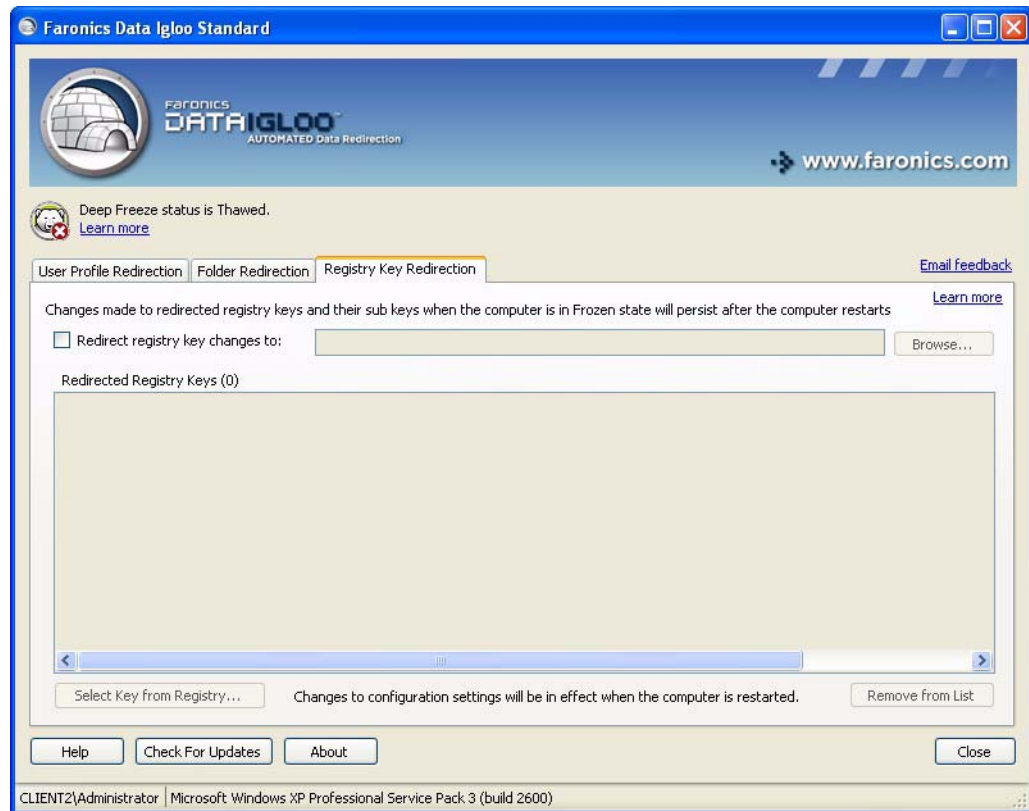 Faronics Data Igloo Standard
FARONICS
DATAIGLOO™
AUTOMATED Data Redirection
www.faronics.com
Deep Freeze status is Thawed.
Learn more
User Profile Redirection
Folder Redirection
Registry Key Redirection
Email feedback
Learn more
Changes made to redirected registry keys and their sub keys when the computer is in Frozen state will persist after the computer restarts
Redirect registry key changes to:
Browse...
Redirected Registry Keys (0)
Select Key from Registry...
Changes to configuration settings will be in effect when the computer is restarted.
Remove from List
Help
Check For Updates
About
Close
CLIENT2\Administrator
Microsoft Windows XP Professional Service Pack 3 (build 2600)